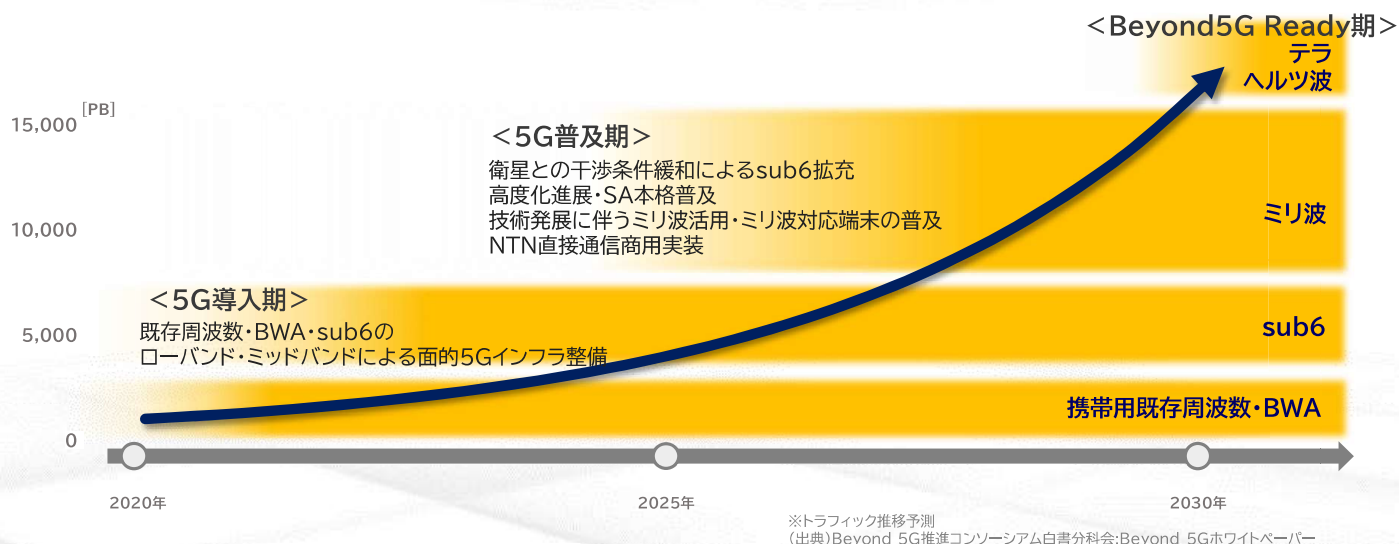 ＜Beyond5G Ready期＞
テラ
ヘルツ波
[PB]
15,000
＜5G普及期＞
衛星との干渉条件緩和によるsub6拡充
高度化進展・SA本格普及
技術発展に伴うミリ波活用・ミリ波対応端末の普及
NTN直接通信商用実装
ミリ波
10,000
＜5G導入期＞
既存周波数・BWA・sub6の
ローバンド・ミッドバンドによる面的5Gインフラ整備
sub6
5,000
携帯用既存周波数・BWA
0
2020年
2025年
2030年
※トラフィック推移予測
（出典）Beyond 5G推進コンソーシアム白書分科会:Beyond 5Gホワイトペーパー